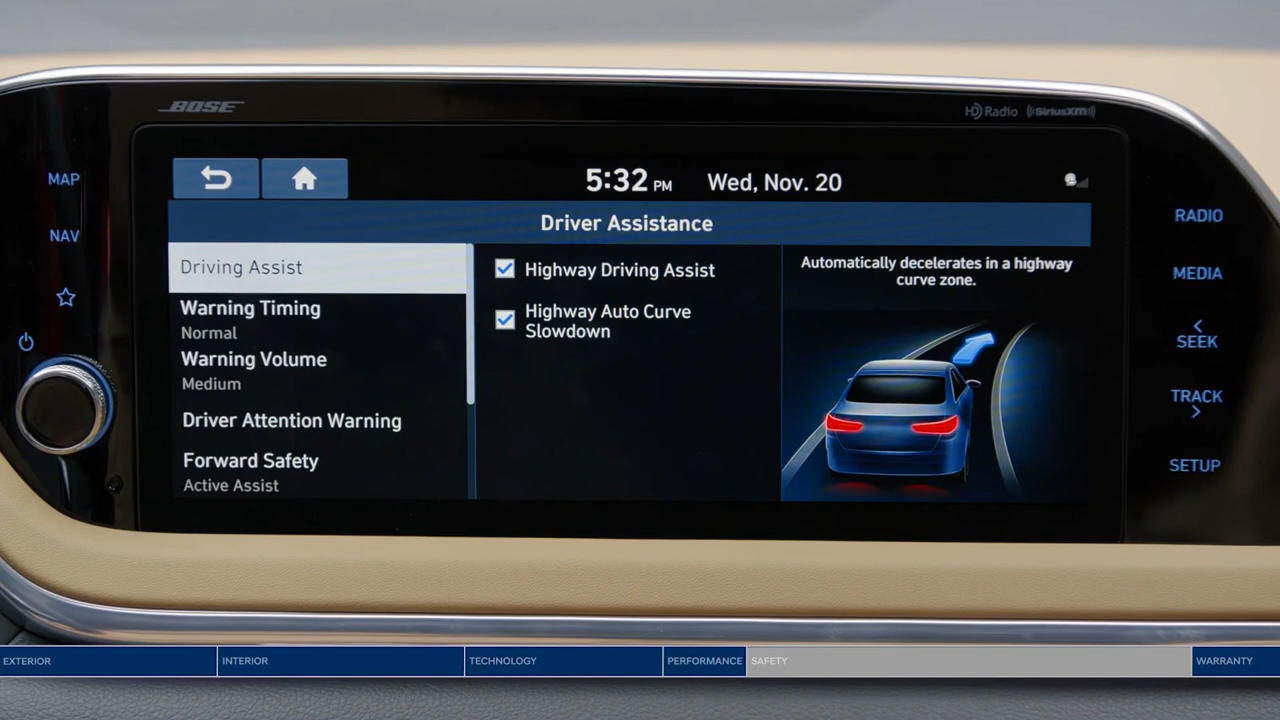 BOSE
HD Radio
SiriusXM
MAP
NAV
5:32 PM
Wed, Nov. 20
Driver Assistance
Driving Assist
Warning Timing
Normal
Warning Volume
Medium
Driver Attention Warning
Forward Safety
Active Assist
Highway Driving Assist
Highway Auto Curve
Slowdown
Automatically decelerates in a highway
curve zone.
RADIO
MEDIA
<
SEEK
TRACK
>
SETUP
EXTERIOR
INTERIOR
TECHNOLOGY
PERFORMANCE
SAFETY
WARRANTY